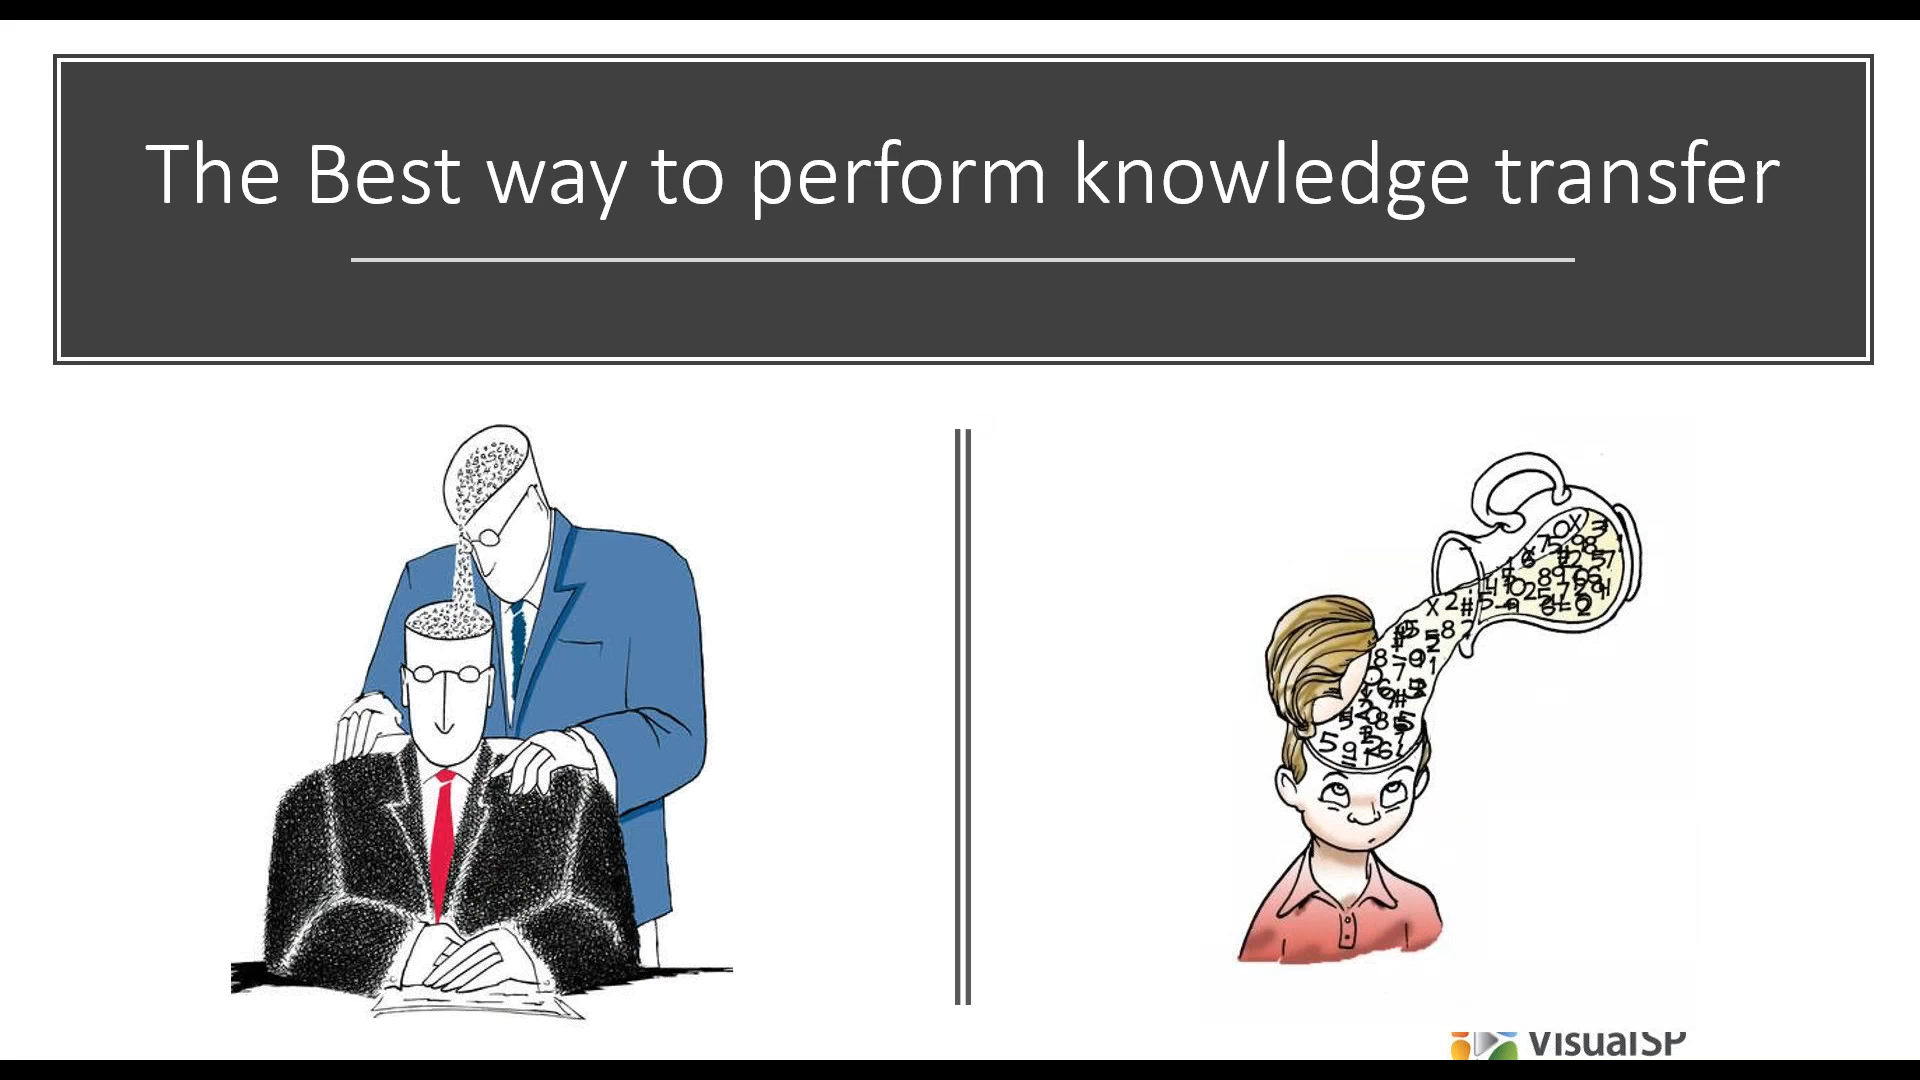 The Best way to perform knowledge transfer
VisualSP